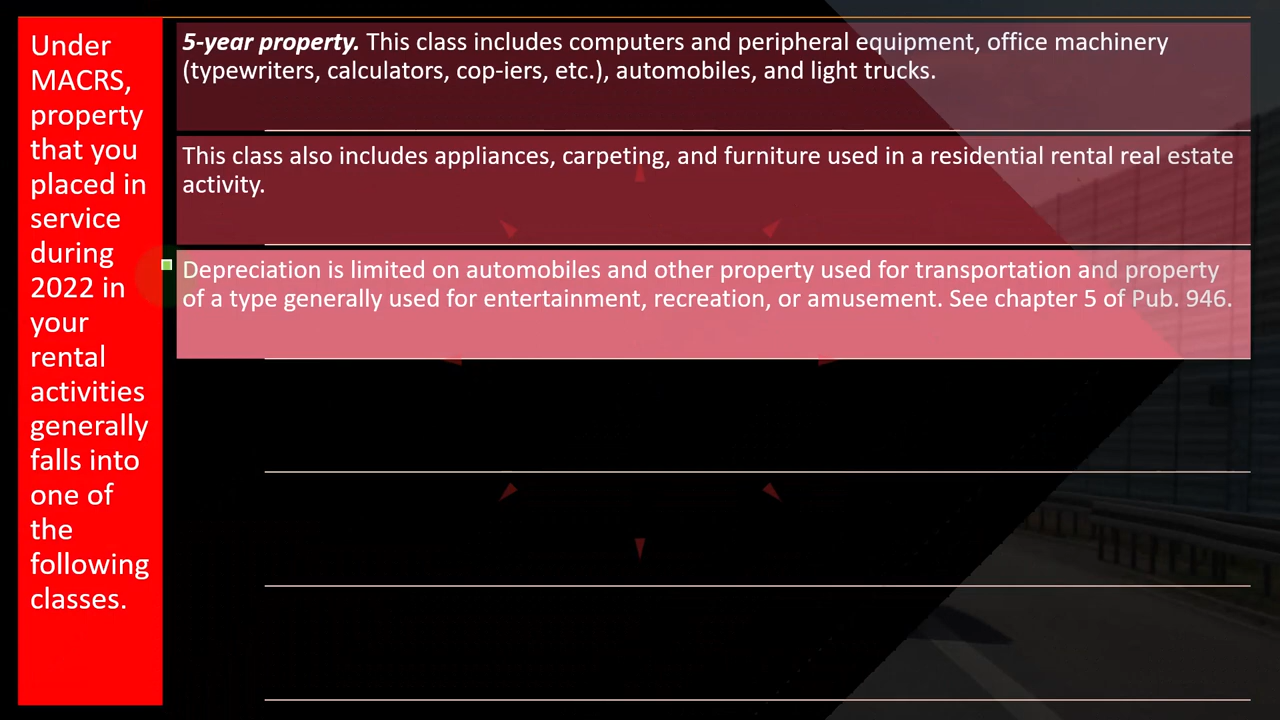 Under
MACRS,
property
that you
placed in
service
during
2022 in
your
rental
activities
generally
falls into
one of
the
following
classes.
5-year property. This class includes computers and peripheral equipment, office machinery
(typewriters, calculators, cop-iers, etc.), automobiles, and light trucks.
This class also includes appliances, carpeting, and furniture used in a residential rental real estate
activity.
Depreciation is limited on automobiles and other property used for transportation and property
of a type generally used for entertainment, recreation, or amusement. See chapter 5 of Pub. 946.